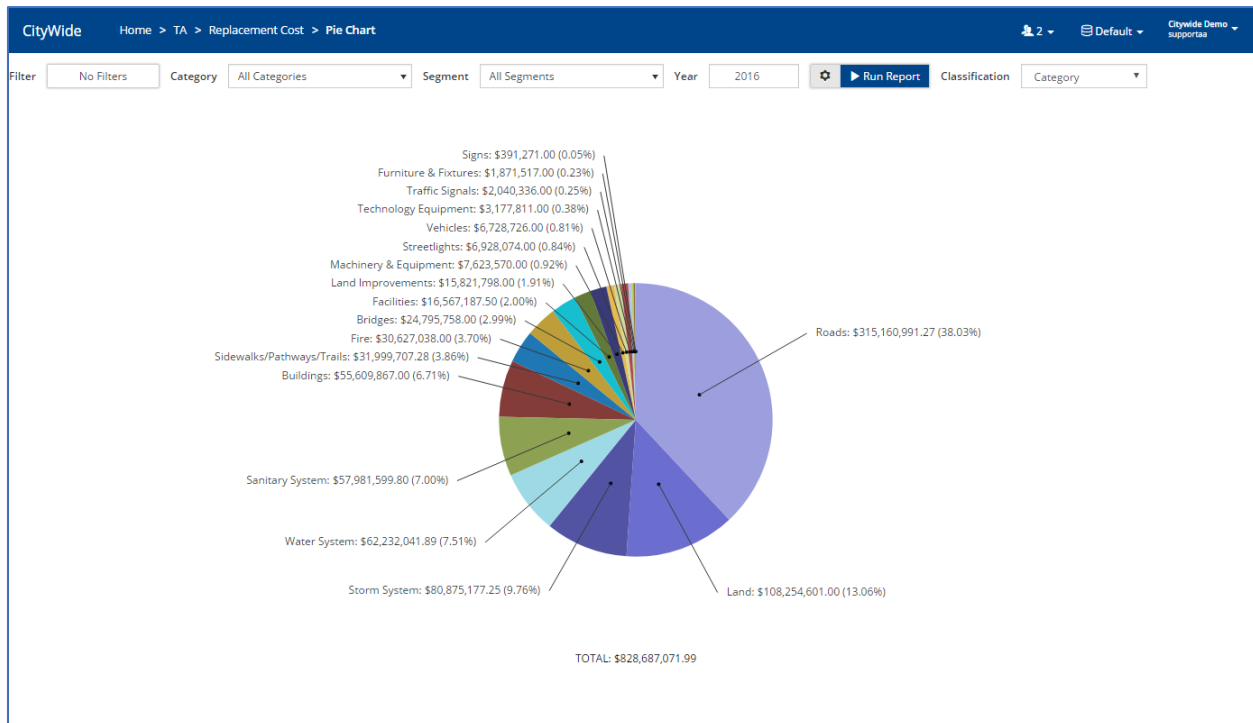 CityWide Home > TA > Replacement Cost > Pie Chart 2 Default Citywide Demo
supportaa
Filter No Filters Category All Categories Segment All Segments Year 2016 Run Report Classification Category
Signs: $391,271.00 (0.05%)
Furniture & Fixtures: $1,871,517.00 (0.23%)
Traffic Signals: $2,040,336.00 (0.25%)
Technology Equipment: $3,177,811.00 (0.38%)
Vehicles: $6,728,726.00 (0.81%)
Streetlights: $6,928,074.00 (0.84%)
Machinery & Equipment: $7,623,570.00 (0.92%)
Land Improvements: $15,821,798.00 (1.91%)
Facilities: $16,567,187.50 (2.00%)
Bridges: $24,795,758.00 (2.99%)
Roads: $315,160,991.27 (38.03%)
Fire: $30,627,038.00 (3.70%)
Sidewalks/Pathways/Trails: $31,999,707.28 (3.86%)
Buildings: $55,609,867.00 (6.71%)
Sanitary System: $57,981,599.80 (7.00%)
Water System: $62,232,041.89 (7.51%)
Storm System: $80,875,177.25 (9.76%)
Land: $108,254,601.00 (13.06%)
TOTAL: $828,687,071.99